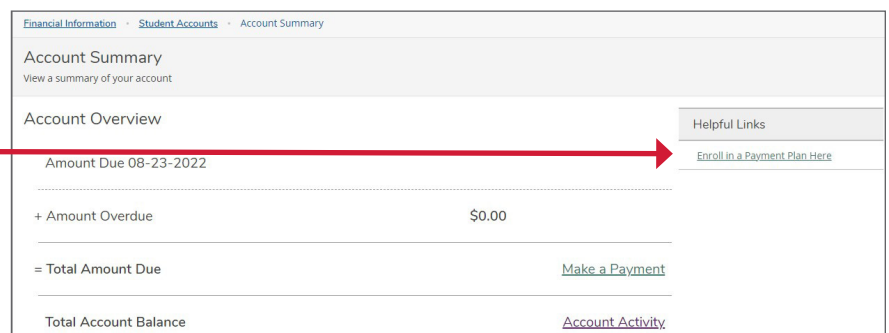 Financial Information · Student Accounts · Account Summary
Account Summary
View a summary of your account
Account Overview
Helpful Links
Enroll in a Payment Plan Here
Amount Due 08-23-2022
+ Amount Overdue $0.00
= Total Amount Due Make a Payment
Total Account Balance Account Activity